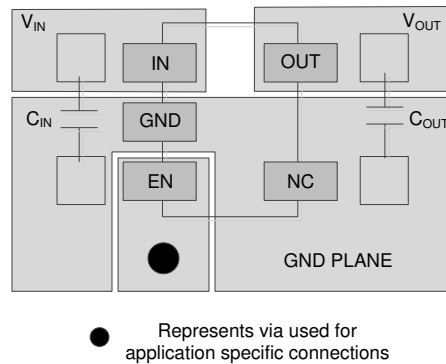 VIN
VOUT
IN
OUT
CIN
GND
COUT
EN
NC
GND PLANE
Represents via used for
application specific connections